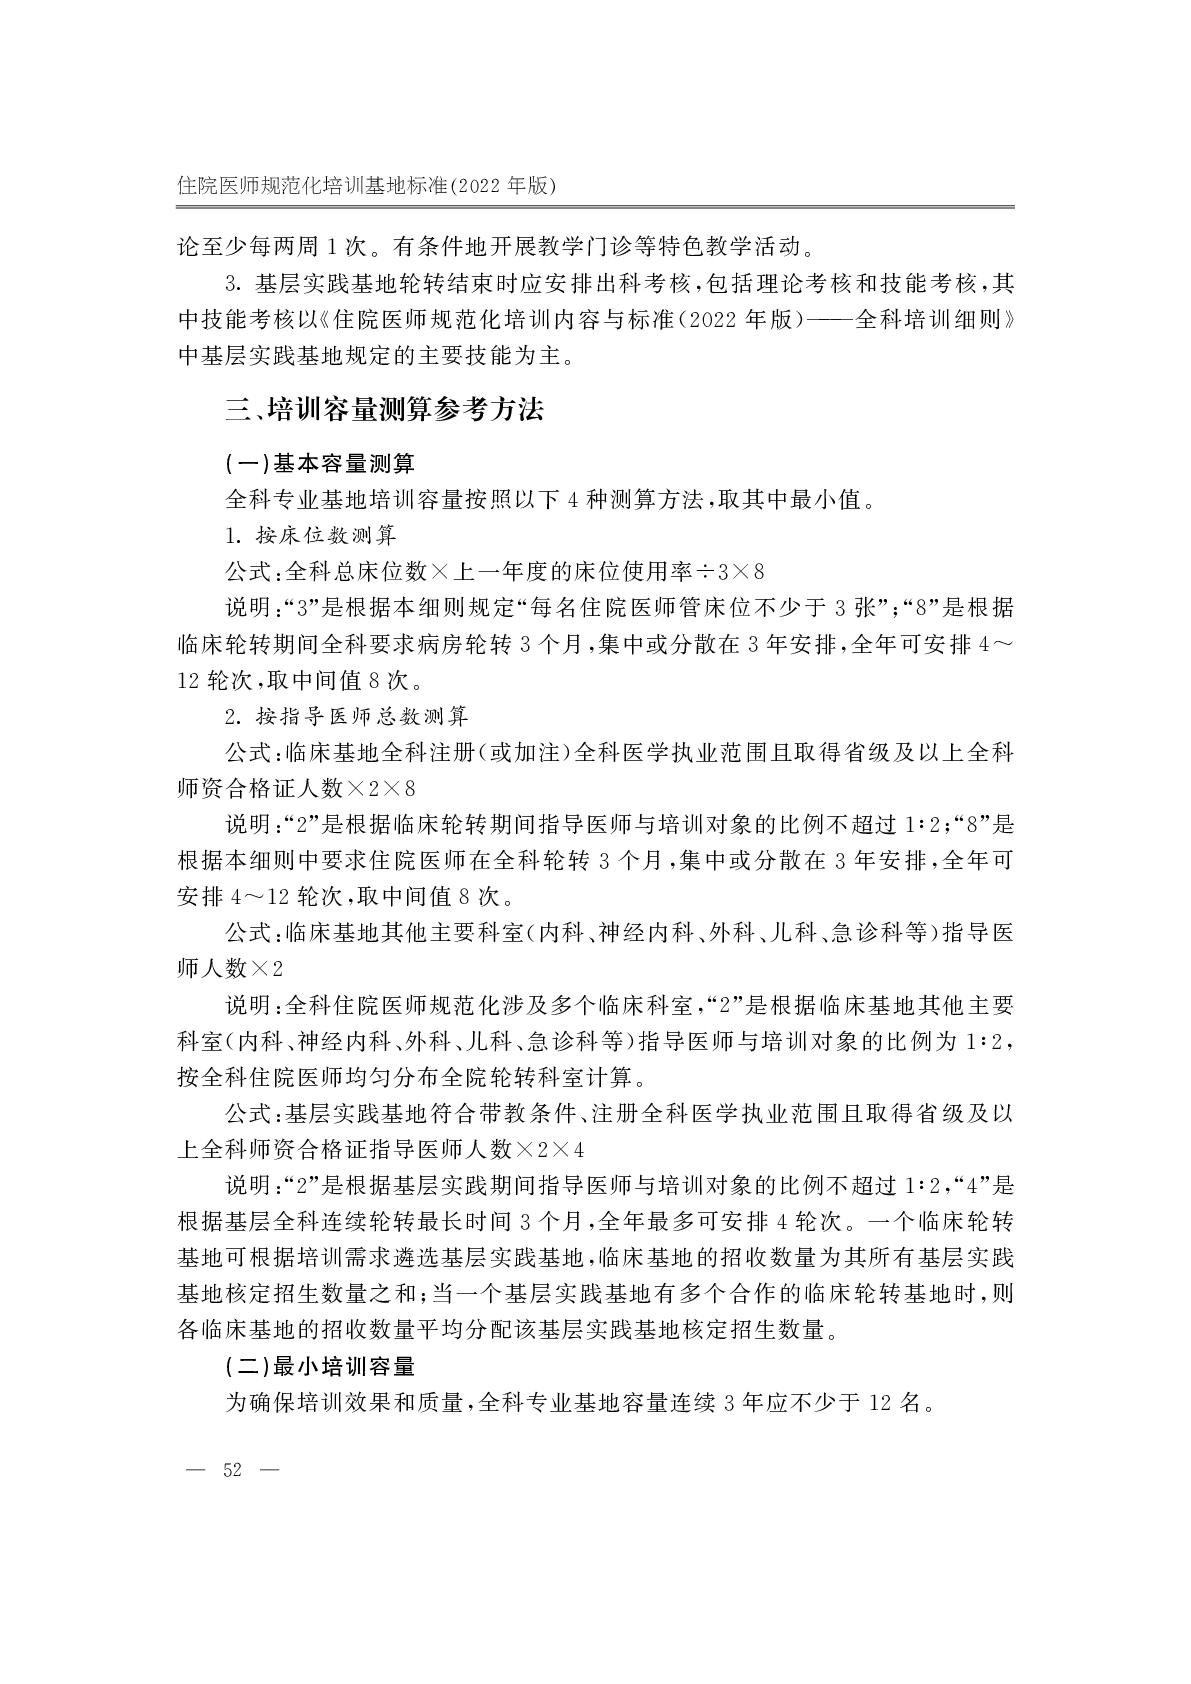 住院医师规范化培训基地标准(2022 年版)
论至少每两周 1 次。有条件地开展教学门诊等特色教学活动。
3. 基层实践基地轮转结束时应安排出科考核,包括理论考核和技能考核,其
中技能考核以《住院医师规范化培训内容与标准(2022 年版)——全科培训细则》
中基层实践基地规定的主要技能为主。
三、培训容量测算参考方法
(一)基本容量测算
全科专业基地培训容量按照以下 4 种测算方法,取其中最小值。
1. 按床位数测算
公式:全科总床位数×上一年度的床位使用率÷3×8
说明:“3”是根据本细则规定“每名住院医师管床位不少于 3 张”;“8”是根据
临床轮转期间全科要求病房轮转 3 个月,集中或分散在 3 年安排,全年可安排 4～
12 轮次,取中间值 8 次。
2. 按指导医师总数测算
公式:临床基地全科注册(或加注)全科医学执业范围且取得省级及以上全科
师资合格证人数×2×8
说明:“2”是根据临床轮转期间指导医师与培训对象的比例不超过 1∶2;“8”是
根据本细则中要求住院医师在全科轮转 3 个月,集中或分散在 3 年安排,全年可
安排 4～12 轮次,取中间值 8 次。
公式:临床基地其他主要科室(内科、神经内科、外科、儿科、急诊科等)指导医
师人数×2
说明:全科住院医师规范化涉及多个临床科室,“2”是根据临床基地其他主要
科室(内科、神经内科、外科、儿科、急诊科等)指导医师与培训对象的比例为 1∶2,
按全科住院医师均匀分布全院轮转科室计算。
公式:基层实践基地符合带教条件、注册全科医学执业范围且取得省级及以
上全科师资合格证指导医师人数×2×4
说明:“2”是根据基层实践期间指导医师与培训对象的比例不超过 1∶2,“4”是
根据基层全科连续轮转最长时间 3 个月,全年最多可安排 4 轮次。一个临床轮转
基地可根据培训需求遴选基层实践基地,临床基地的招收数量为其所有基层实践
基地核定招生数量之和;当一个基层实践基地有多个合作的临床轮转基地时,则
各临床基地的招收数量平均分配该基层实践基地核定招生数量。
(二)最小培训容量
为确保培训效果和质量,全科专业基地容量连续 3 年应不少于 12 名。
— 52 —